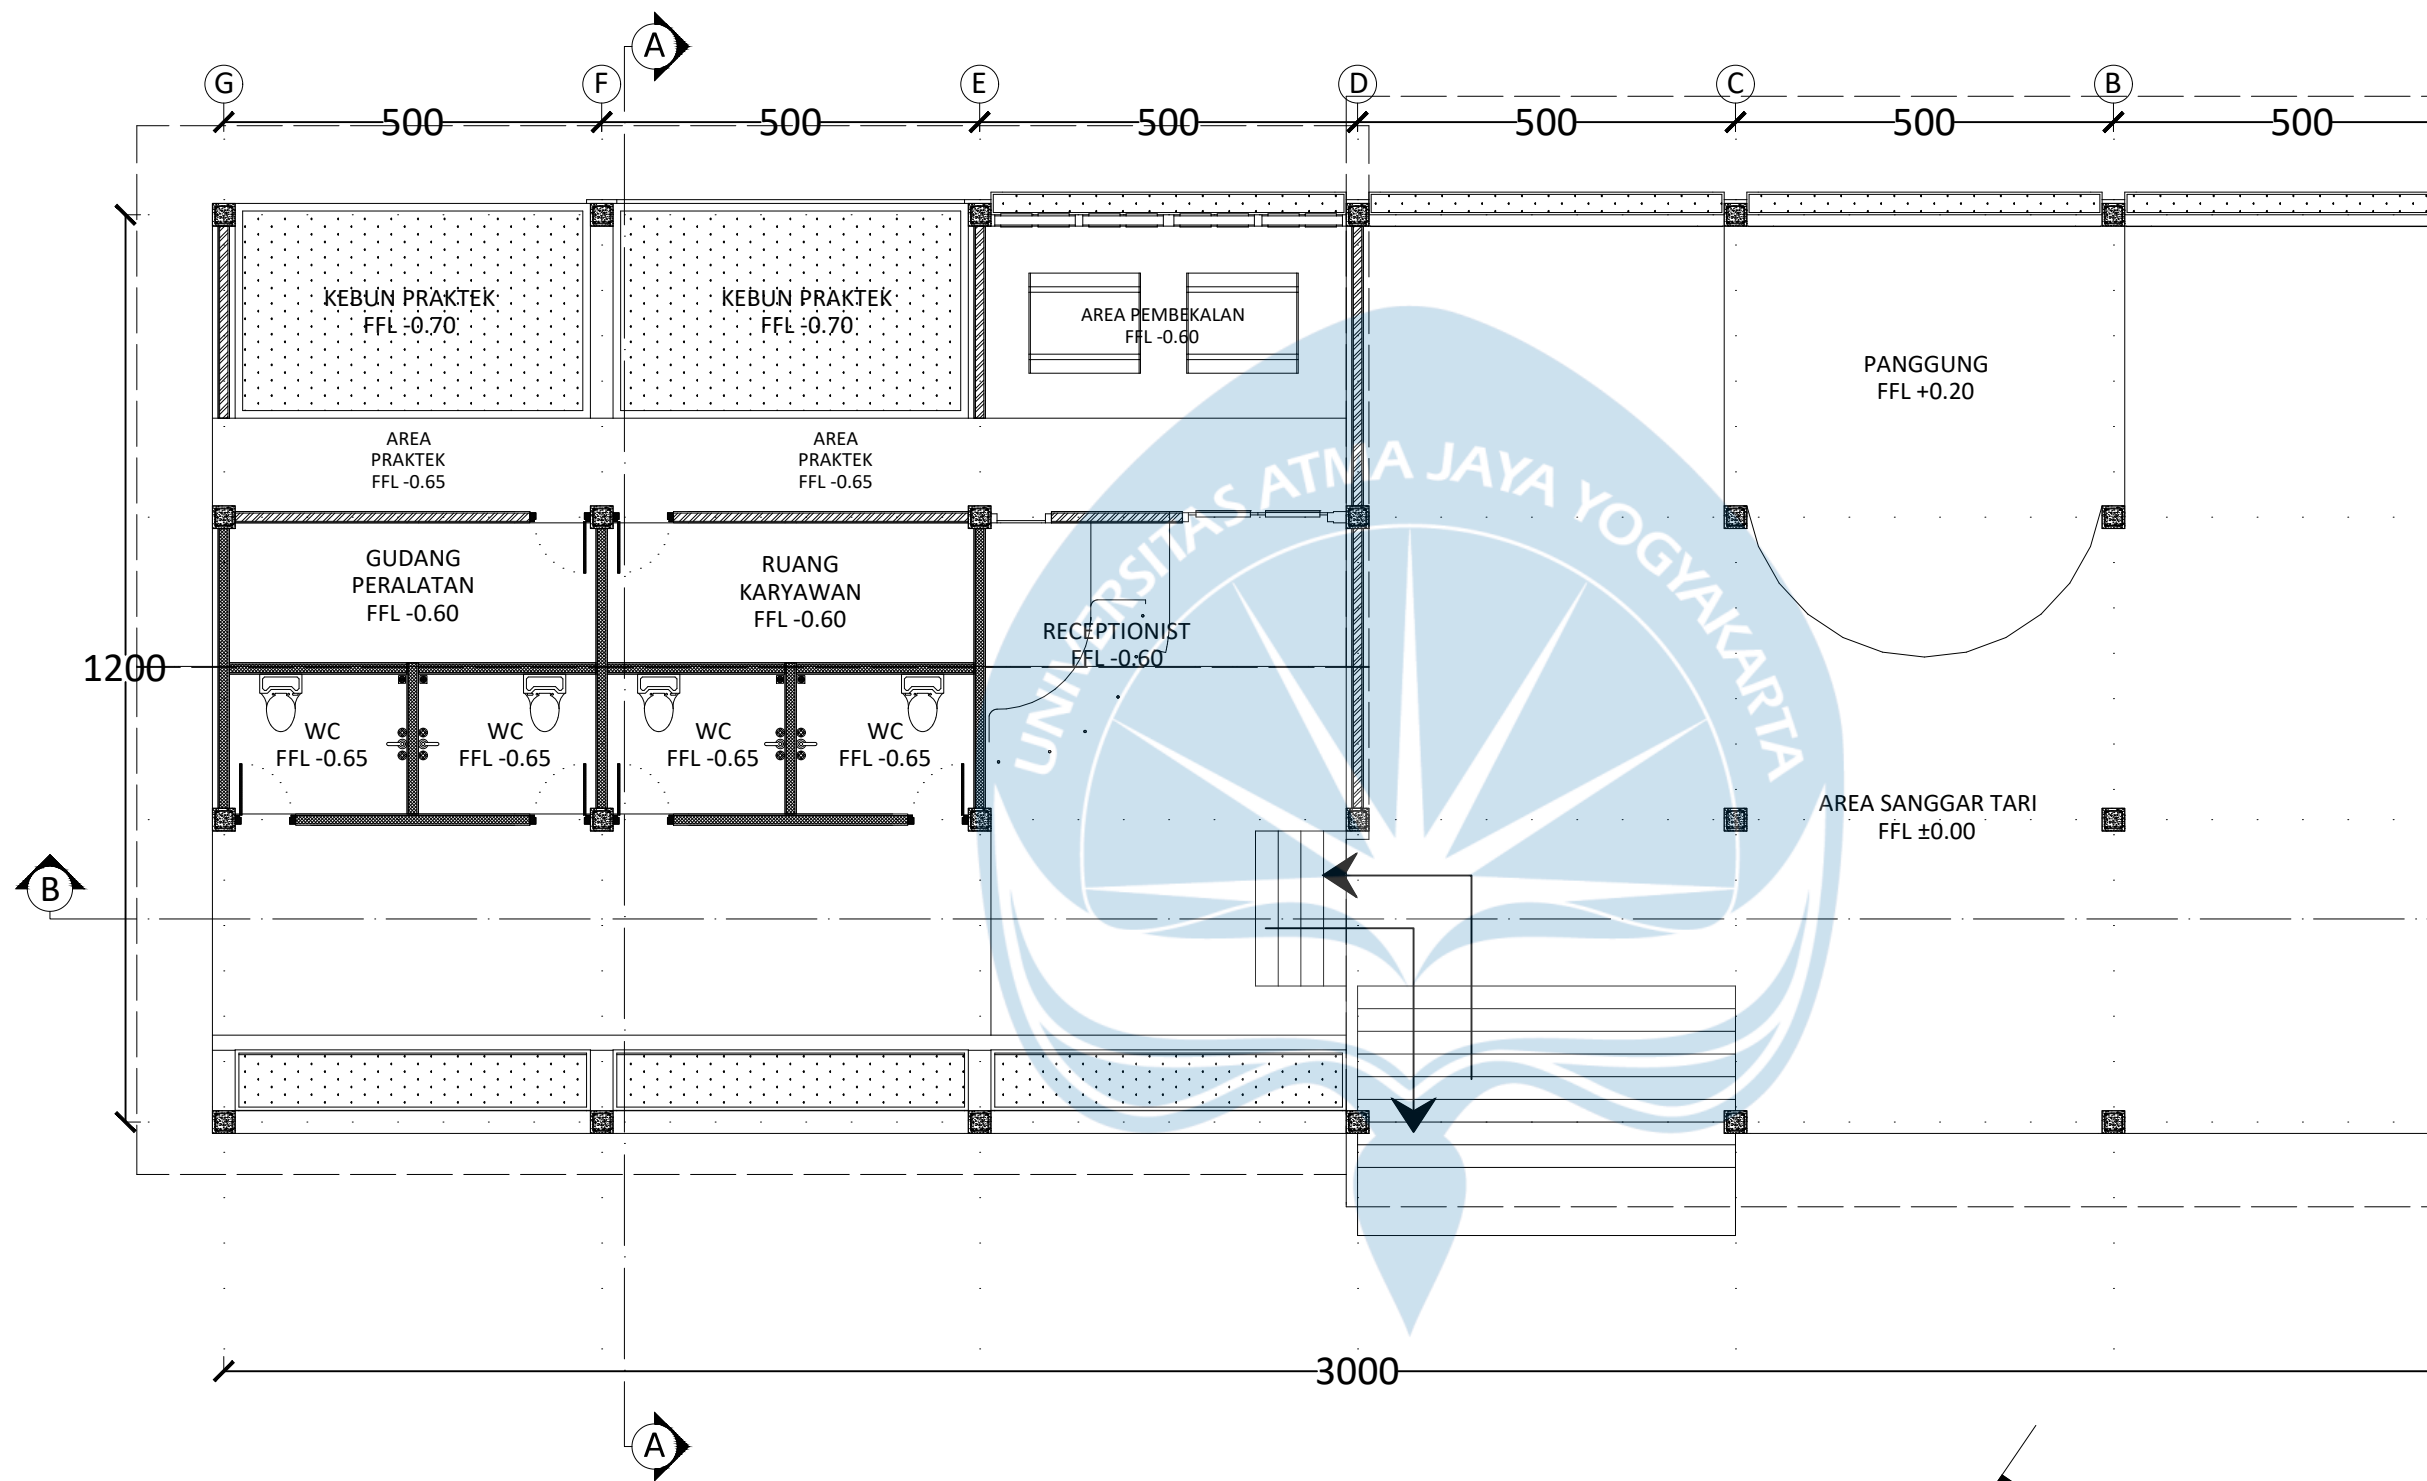 A
G
F
E
D
C
B
500
500
500
500
500
500
KEBUN PRAKTEK
FFL -0.70
KEBUN PRAKTEK
FFL -0.70
AREA PEMBEKALAN
FFL -0.60
PANGGUNG
FFL +0.20
AREA
PRAKTEK
FFL -0.65
AREA
PRAKTEK
FFL -0.65
UNIVERSITAS ATMA JAYA YOGYAKARTA
GUDANG
PERALATAN
FFL -0.60
RUANG
KARYAWAN
FFL -0.60
RECEPTIONIST
FFL -0.60
1200
WC
FFL -0.65
WC
FFL -0.65
WC
FFL -0.65
WC
FFL -0.65
AREA SANGGAR TARI
FFL ±0.00
B
3000
A